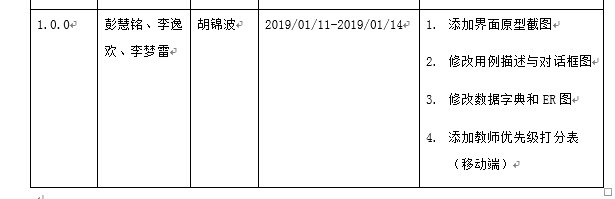 1.0.0
彭慧铭、李逸
欢、李梦雷
胡锦波
2019/01/11-2019/01/14
1. 添加界面原型截图
2. 修改用例描述与对话框图
3. 修改数据字典和 ER 图
4. 添加教师优先级打分表
（移动端）